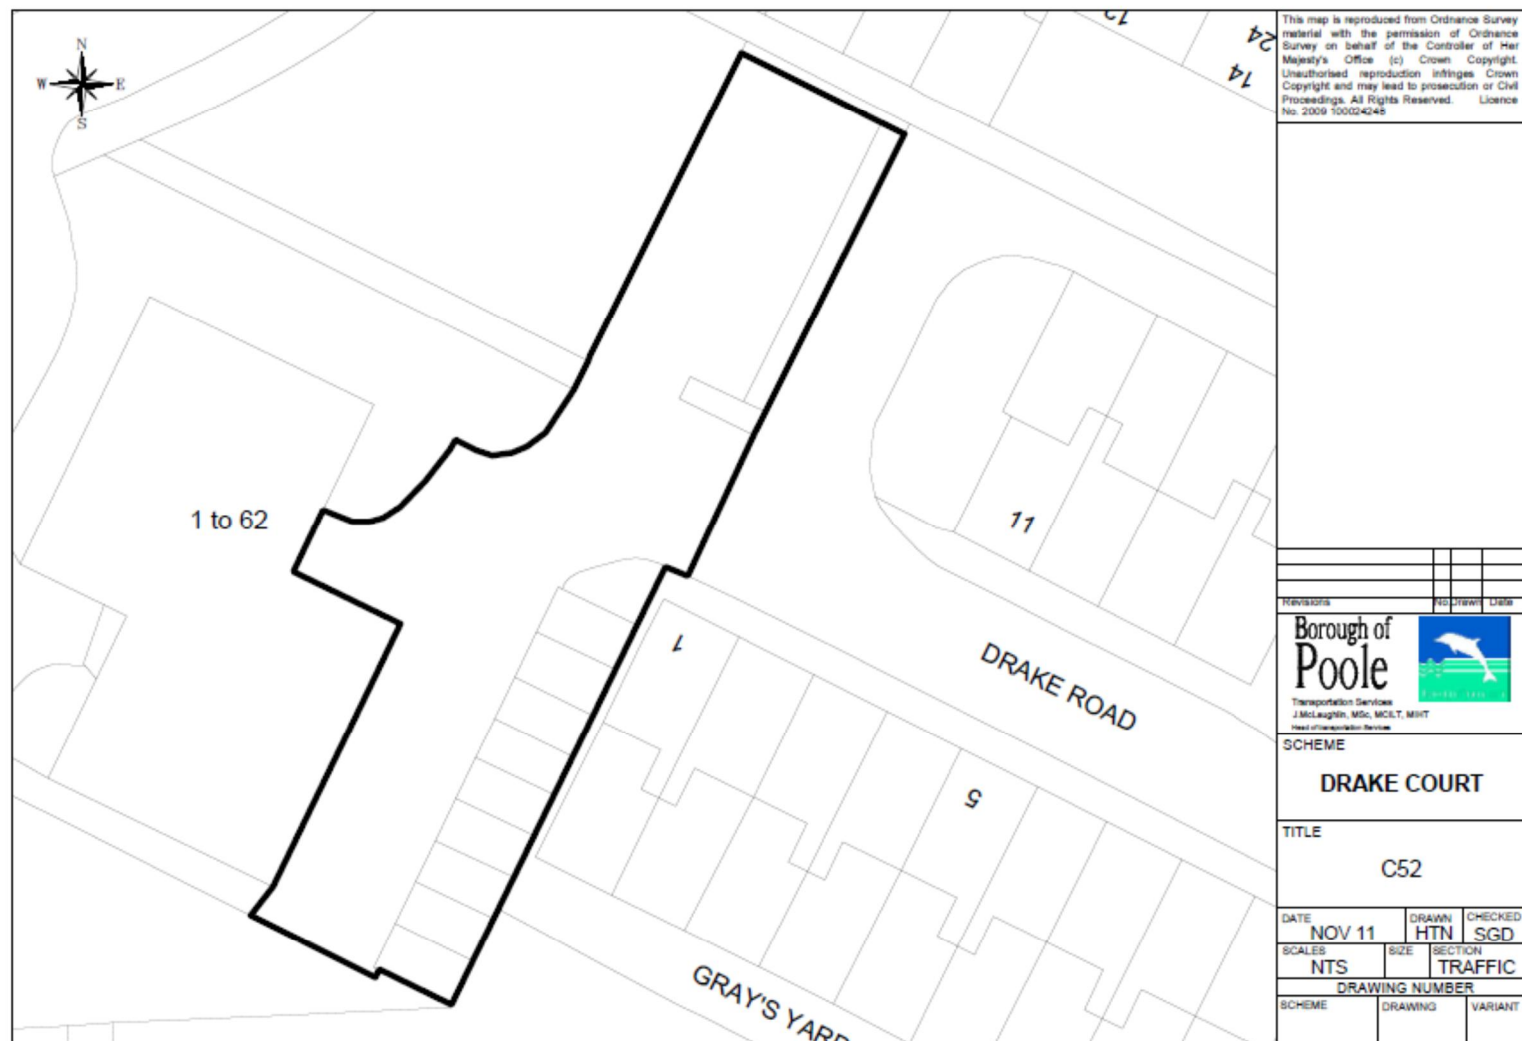 N
W E
S
12
24
14
1 to 62
11
1
5
DRAKE ROAD
GRAY'S YARD
This map is reproduced from Ordnance Survey
material with the permission of Ordnance
Survey on behalf of the Controller of Her
Majesty's Office (c) Crown Copyright.
Unauthorised reproduction infringes Crown
Copyright and may lead to prosecution or Civil
Proceedings. All Rights Reserved. Licence
No. 2009 100024248
Revisions No. Drawn Date
Borough of
Poole
Transportation Services
J.McLaughlin, MSc, MCILT, MIHT
Head of transportation Services
SCHEME
DRAKE COURT
TITLE
C52
DATE DRAWN CHECKED
NOV 11 HTN SGD
SCALES SIZE SECTION
NTS TRAFFIC
DRAWING NUMBER
SCHEME DRAWING VARIANT